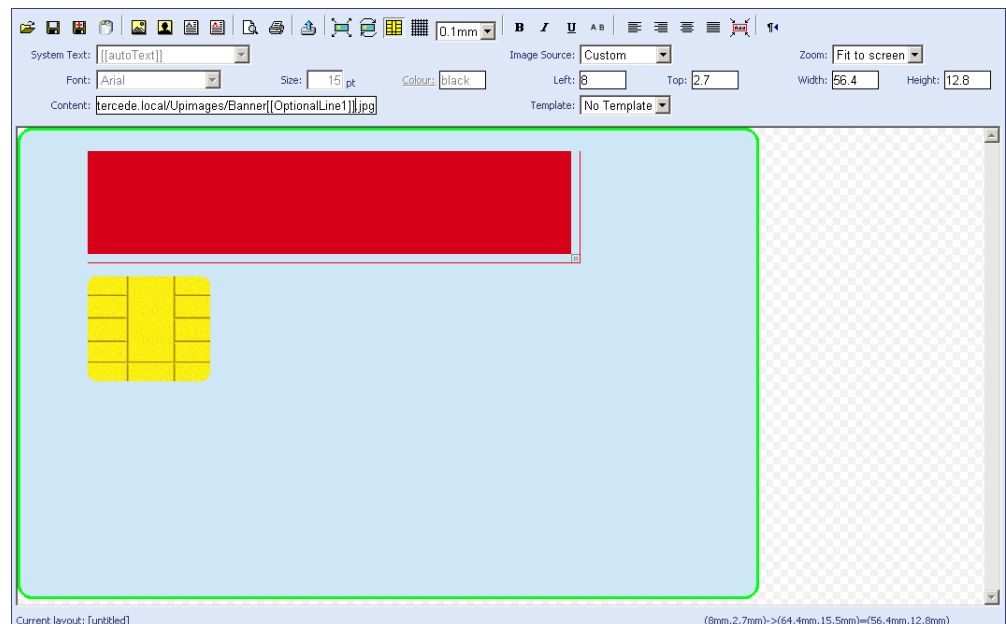 0.1mm B I U A B
System Text: [[autoText]] Image Source: Custom Zoom: Fit to screen
Font: Arial Size: 15 pt Colour: black Left: 8 Top: 2.7 Width: 56.4 Height: 12.8
Content: tercede.local/Upimages/Banner[[OptionalLine1]].jpg Template: No Template
Current layout: [untitled] (8mm,2.7mm)->(64.4mm,15.5mm)=(56.4mm,12.8mm)